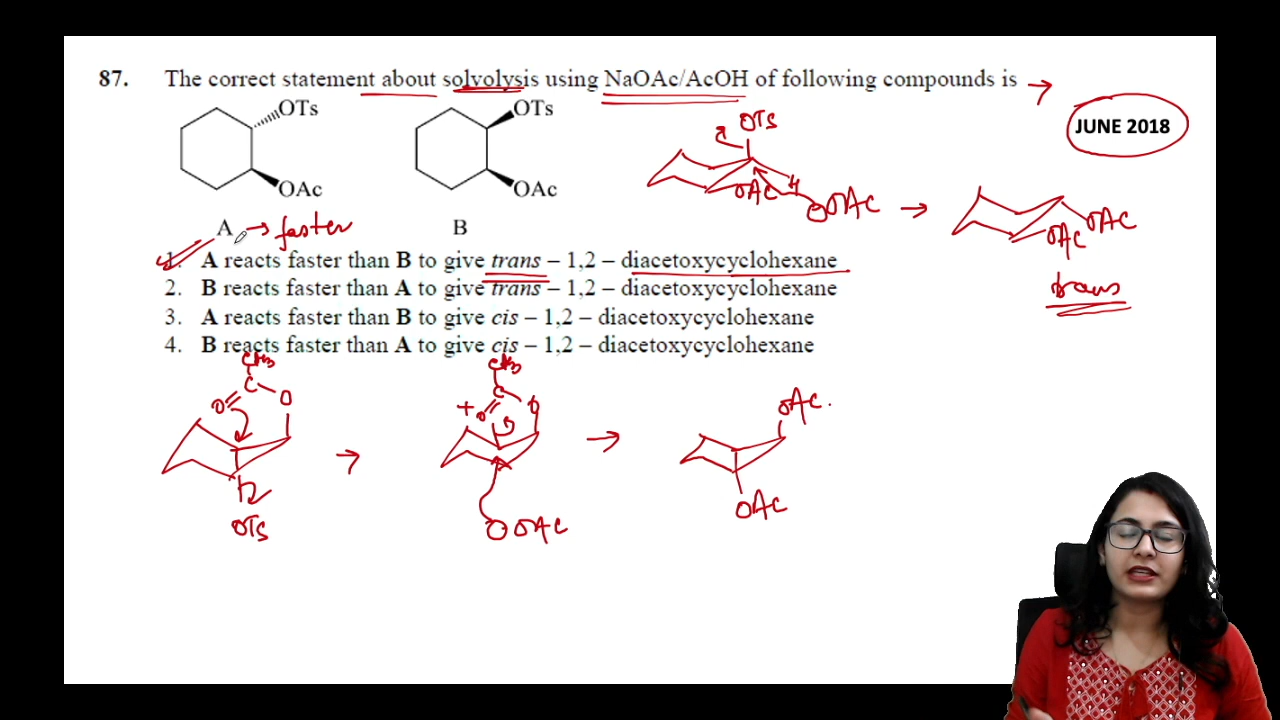 87. The correct statement about solvolysis using NaOAc/AcOH of following compounds is →
JUNE 2018
OTs
OAc
OTs
OAc
OTS
OAc
H
OAc
→
OAc
OAc
trans
A → faster
B
1. A reacts faster than B to give trans – 1,2 – diacetoxycyclohexane
2. B reacts faster than A to give trans – 1,2 – diacetoxycyclohexane
3. A reacts faster than B to give cis – 1,2 – diacetoxycyclohexane
4. B reacts faster than A to give cis – 1,2 – diacetoxycyclohexane
CH3
C
O
O
OTS
→
CH3
C
+
O
O
OAc
→
OAc.
OAc